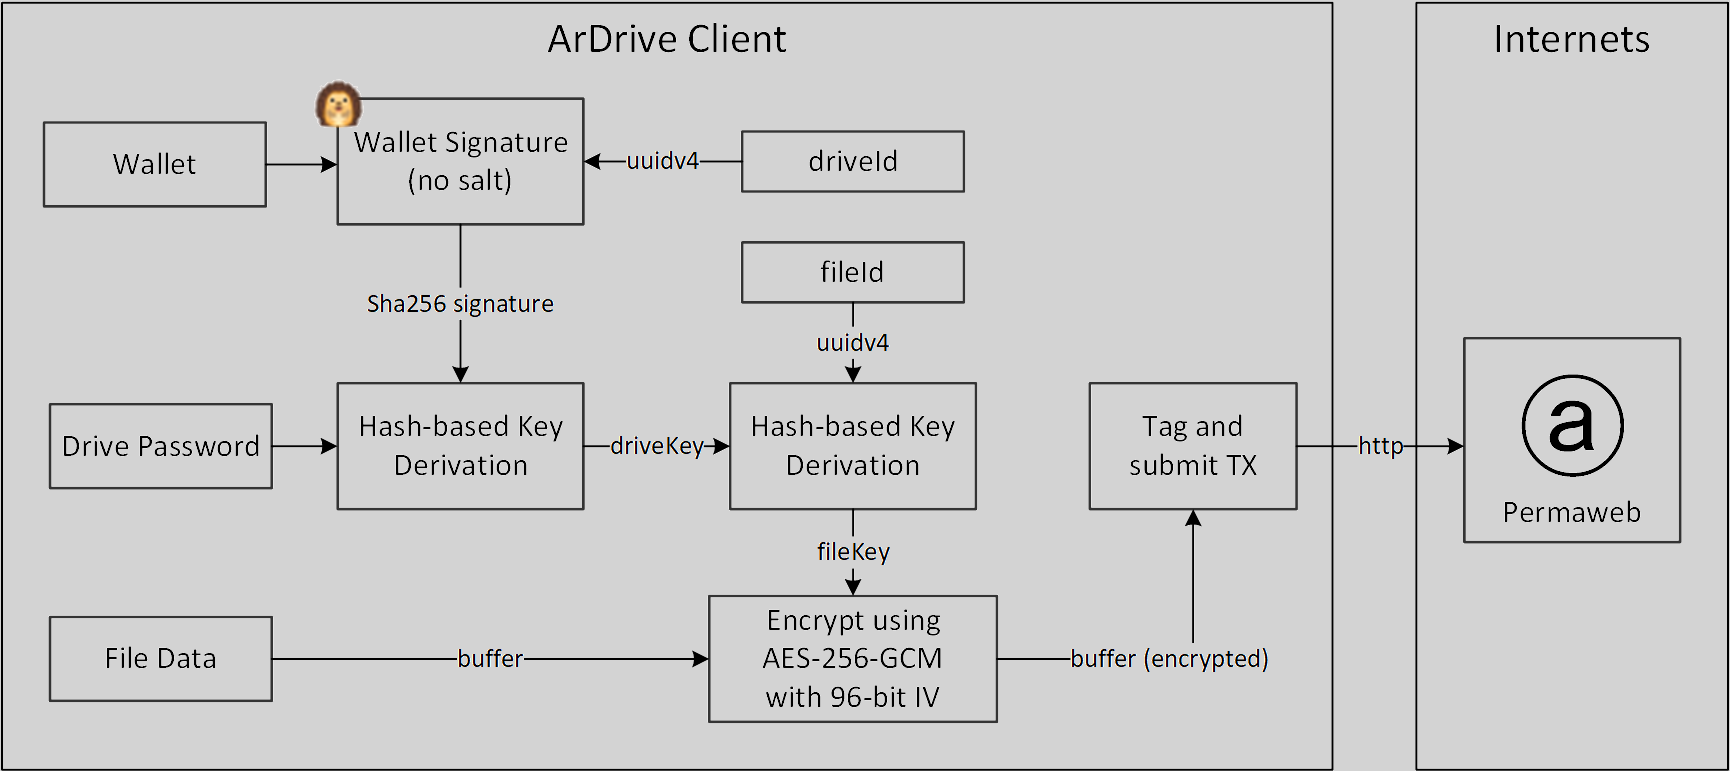 ArDrive Client
Internets
Wallet
Wallet Signature
(no salt)
uuidv4
driveId
fileId
Sha256 signature
uuidv4
Drive Password
Hash-based Key
Derivation
driveKey
Hash-based Key
Derivation
Tag and
submit TX
http
a
Permaweb
fileKey
File Data
buffer
Encrypt using
AES-256-GCM
with 96-bit IV
buffer (encrypted)